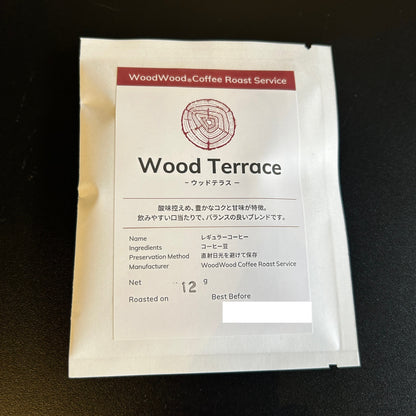 WoodWood®Coffee Roast Service
Wood Terrace
– ウッドテラス –
酸味控えめ、豊かなコクと甘味が特徴。
飲みやすい口当たりで、バランスの良いブレンドです。
Name レギュラーコーヒー
Ingredients コーヒー豆
Preservation Method 直射日光を避けて保存
Manufacturer WoodWood Coffee Roast Service
Net 12 g
Roasted on Best Before